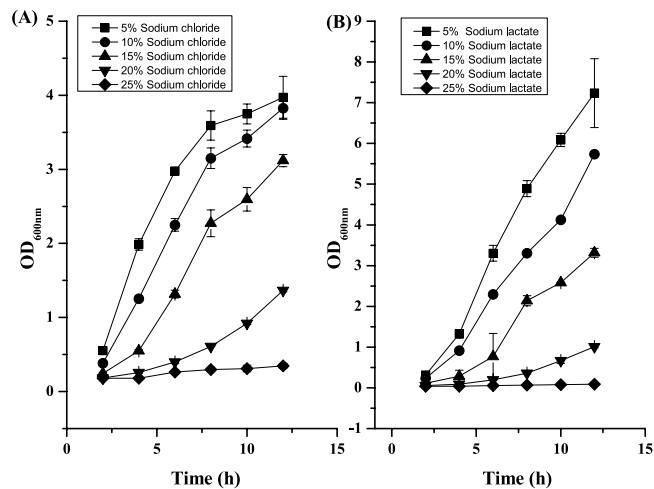 (A)
5% Sodium chloride
10% Sodium chloride
15% Sodium chloride
20% Sodium chloride
25% Sodium chloride
5
4
3
2
1
0
OD600nm
0
5
10
15
Time (h)
(B)
5% Sodium lactate
10% Sodium lactate
15% Sodium lactate
20% Sodium lactate
25% Sodium lactate
9
8
7
6
5
4
3
2
1
0
-1
OD600nm
0
5
10
15
Time (h)